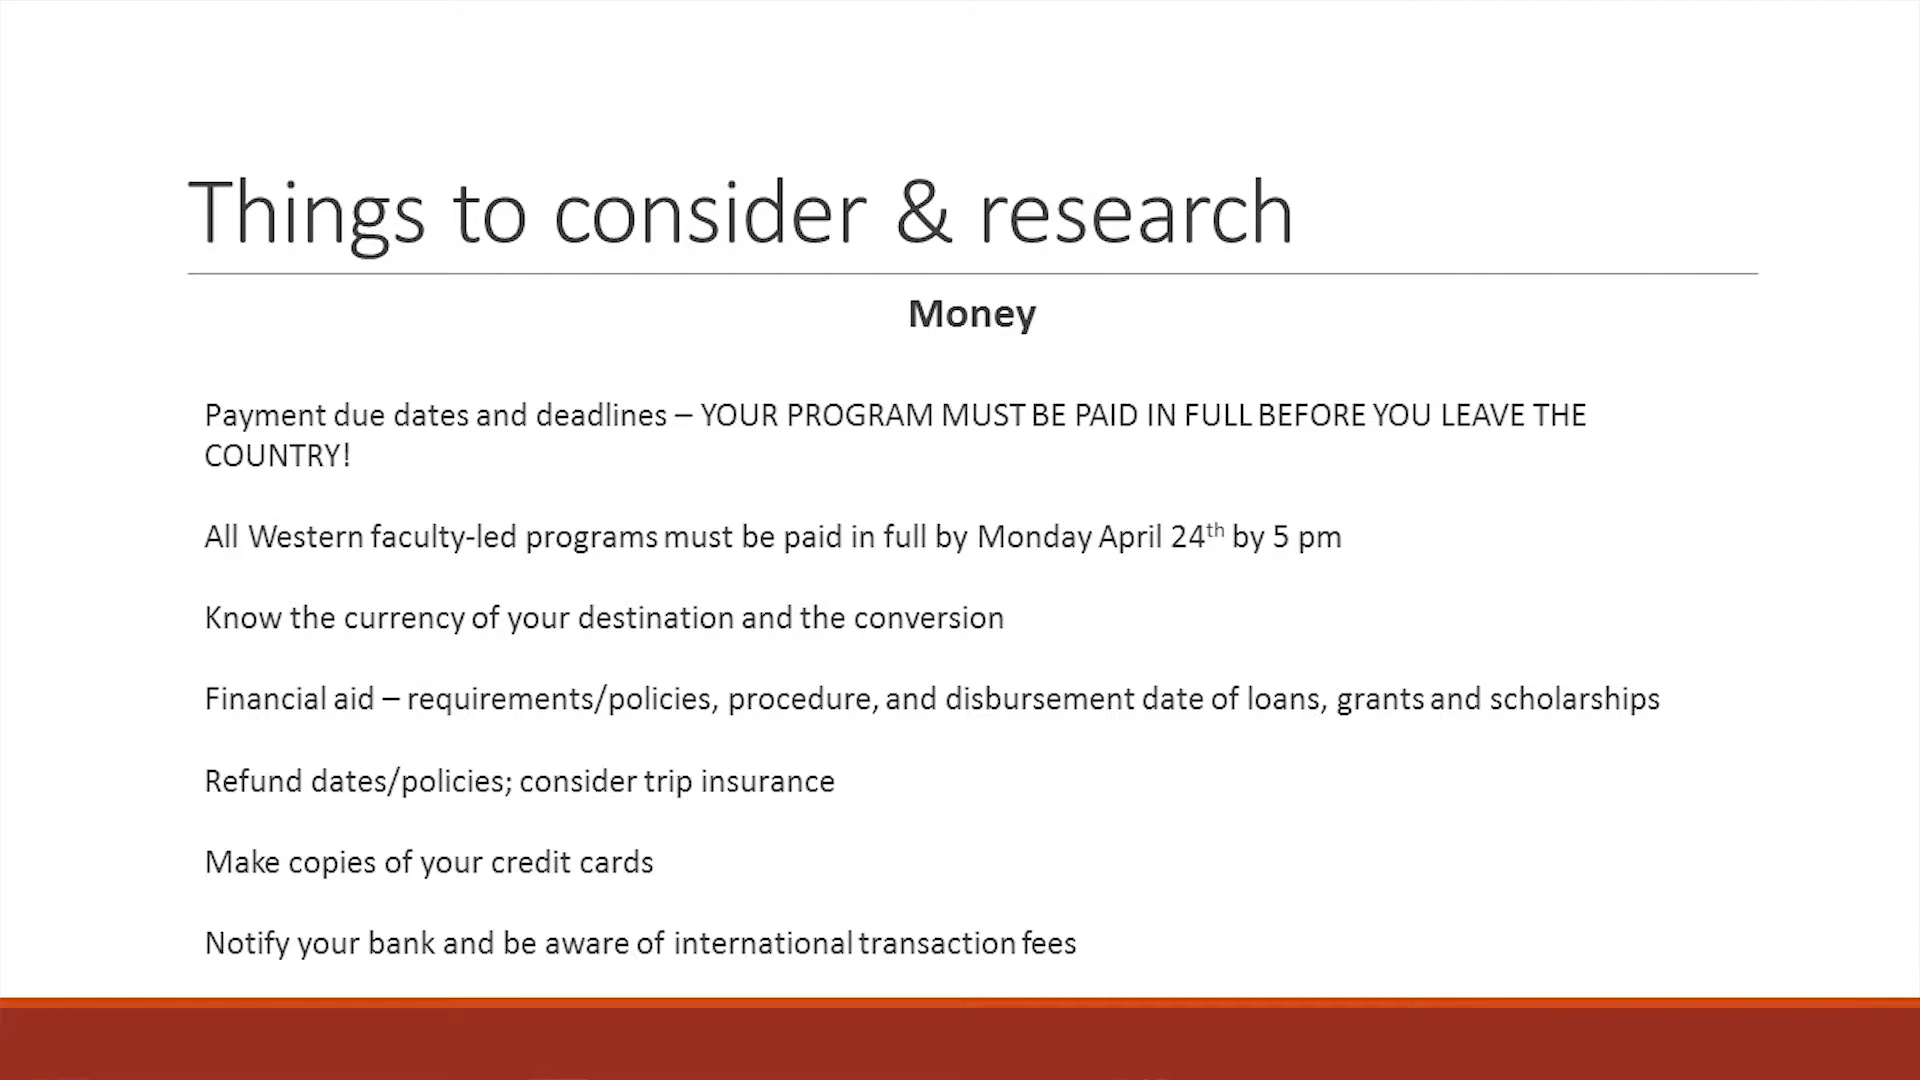 Things to consider & research
Money
Payment due dates and deadlines – YOUR PROGRAM MUST BE PAID IN FULL BEFORE YOU LEAVE THE
COUNTRY!
All Western faculty-led programs must be paid in full by Monday April 24th by 5 pm
Know the currency of your destination and the conversion
Financial aid – requirements/policies, procedure, and disbursement date of loans, grants and scholarships
Refund dates/policies; consider trip insurance
Make copies of your credit cards
Notify your bank and be aware of international transaction fees